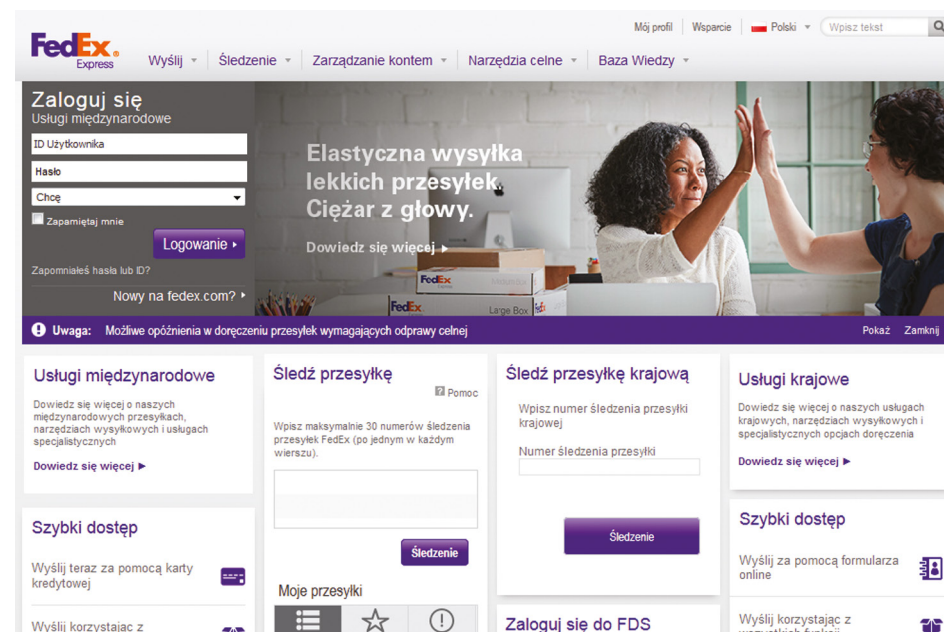 Mój profil
Wsparcie
Polski
Wpisz tekst
FedEx
Express
Wyślij
Śledzenie
Zarządzanie kontem
Narzędzia celne
Baza Wiedzy
Zaloguj się
Usługi międzynarodowe
ID Użytkownika
Hasło
Chcę
Zapamiętaj mnie
Logowanie
Zapomniałeś hasła lub ID?
Nowy na fedex.com?
Elastyczna wysyłka
lekkich przesyłek.
Ciężar z głowy.
Dowiedz się więcej
FedEx
FedEx
Large Box
Uwaga: Możliwe opóźnienia w doręczeniu przesyłek wymagających odprawy celnej
Pokaż Zamknij
Usługi międzynarodowe
Dowiedz się więcej o naszych
międzynarodowych przesyłkach,
narzędziach wysyłkowych i usługach
specjalistycznych
Dowiedz się więcej
Szybki dostęp
Wyślij teraz za pomocą karty
kredytowej
Wyślij korzystając z
Śledź przesyłkę
Pomoc
Wpisz maksymalnie 30 numerów śledzenia
przesyłek FedEx (po jednym w każdym
wierszu).
Śledzenie
Moje przesyłki
Śledź przesyłkę krajową
Wpisz numer śledzenia przesyłki
krajowej
Numer śledzenia przesyłki
Śledzenie
Zaloguj się do FDS
Usługi krajowe
Dowiedz się więcej o naszych usługach
krajowych, narzędziach wysyłkowych i
specjalistycznych opcjach doręczenia
Dowiedz się więcej
Szybki dostęp
Wyślij za pomocą formularza
online
Wyślij korzystając z
wszystkich funkcji